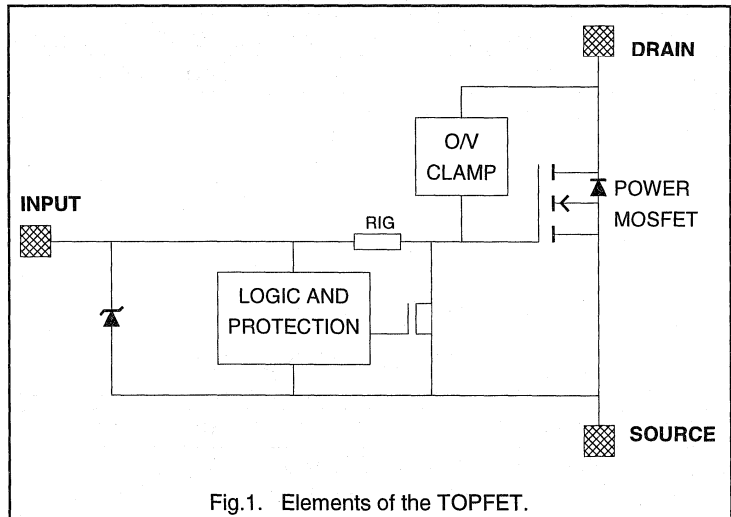 DRAIN
O/V
CLAMP
POWER
MOSFET
INPUT
RIG
LOGIC AND
PROTECTION
SOURCE
Fig.1. Elements of the TOPFET.